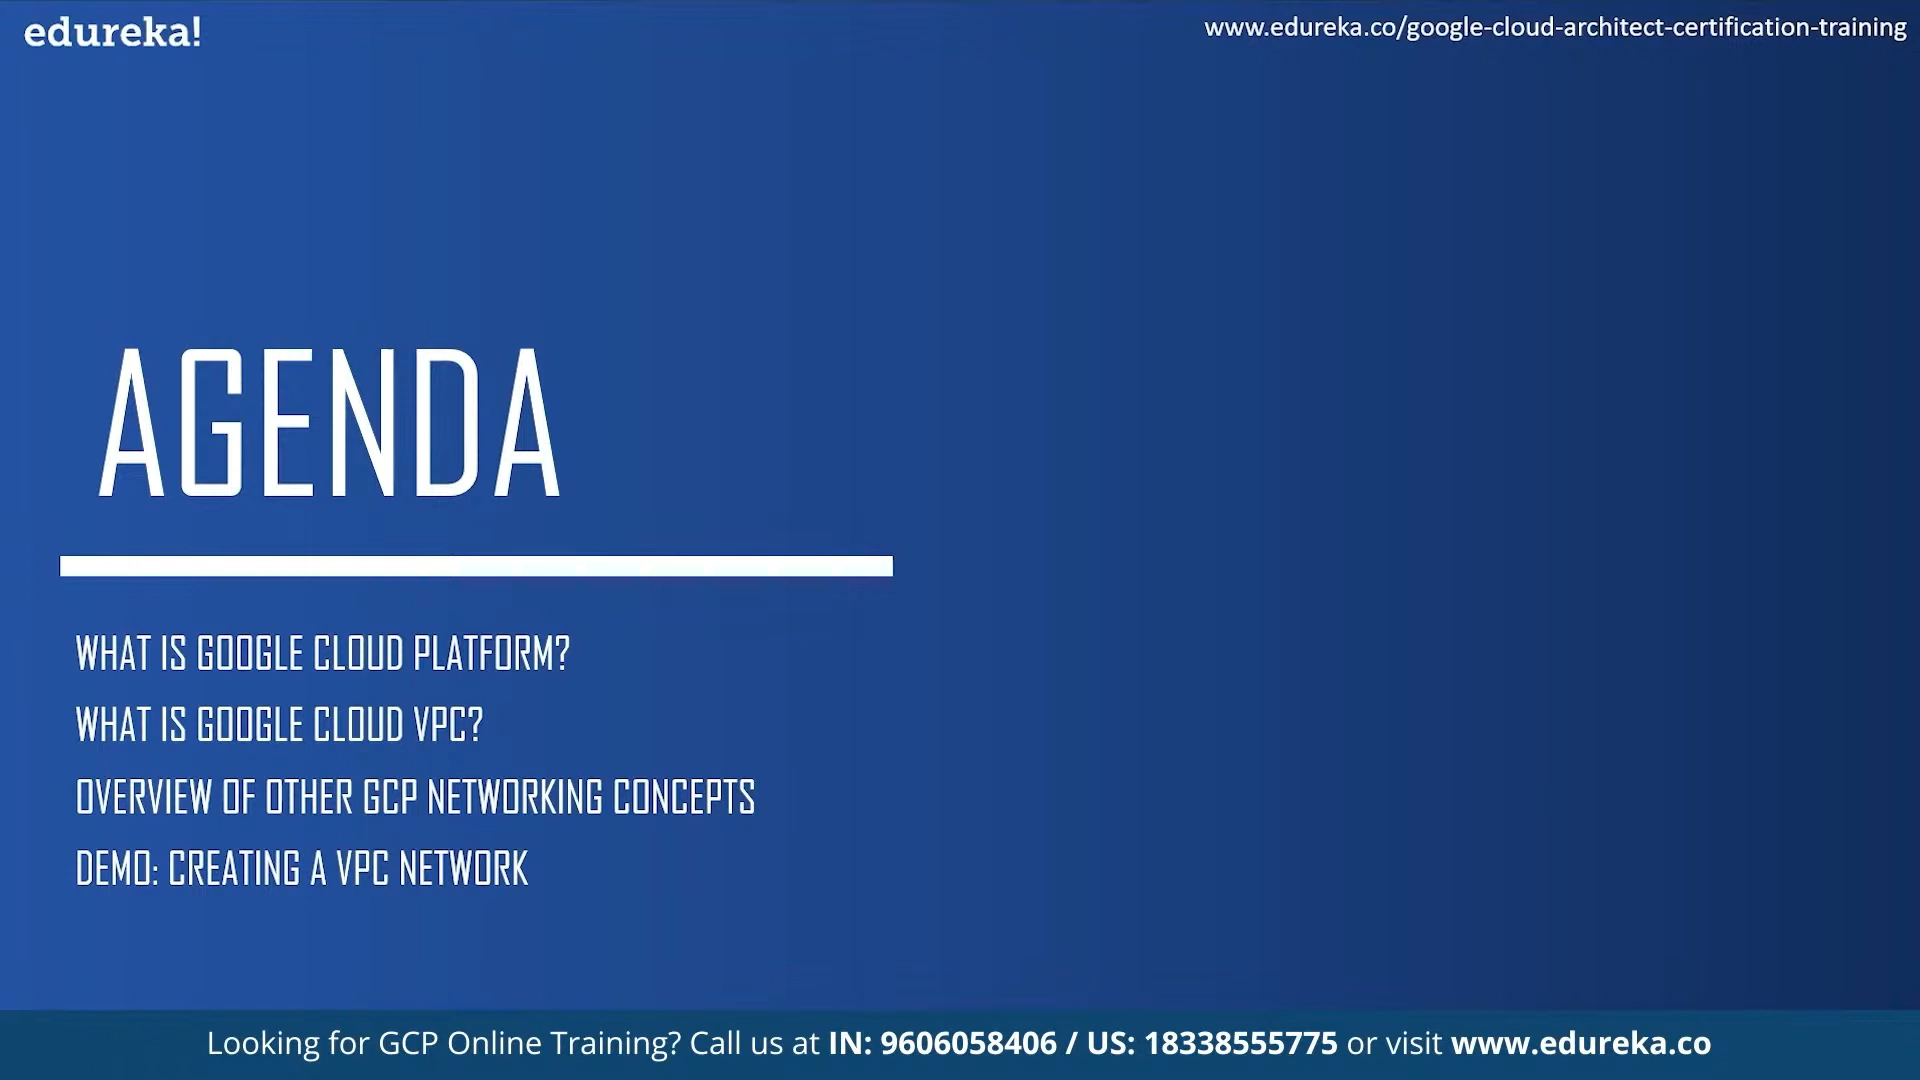 edureka!
www.edureka.co/google-cloud-architect-certification-training
AGENDA
WHAT IS GOOGLE CLOUD PLATFORM?
WHAT IS GOOGLE CLOUD VPC?
OVERVIEW OF OTHER GCP NETWORKING CONCEPTS
DEMO: CREATING A VPC NETWORK
Looking for GCP Online Training? Call us at IN: 9606058406 / US: 18338555775 or visit www.edureka.co